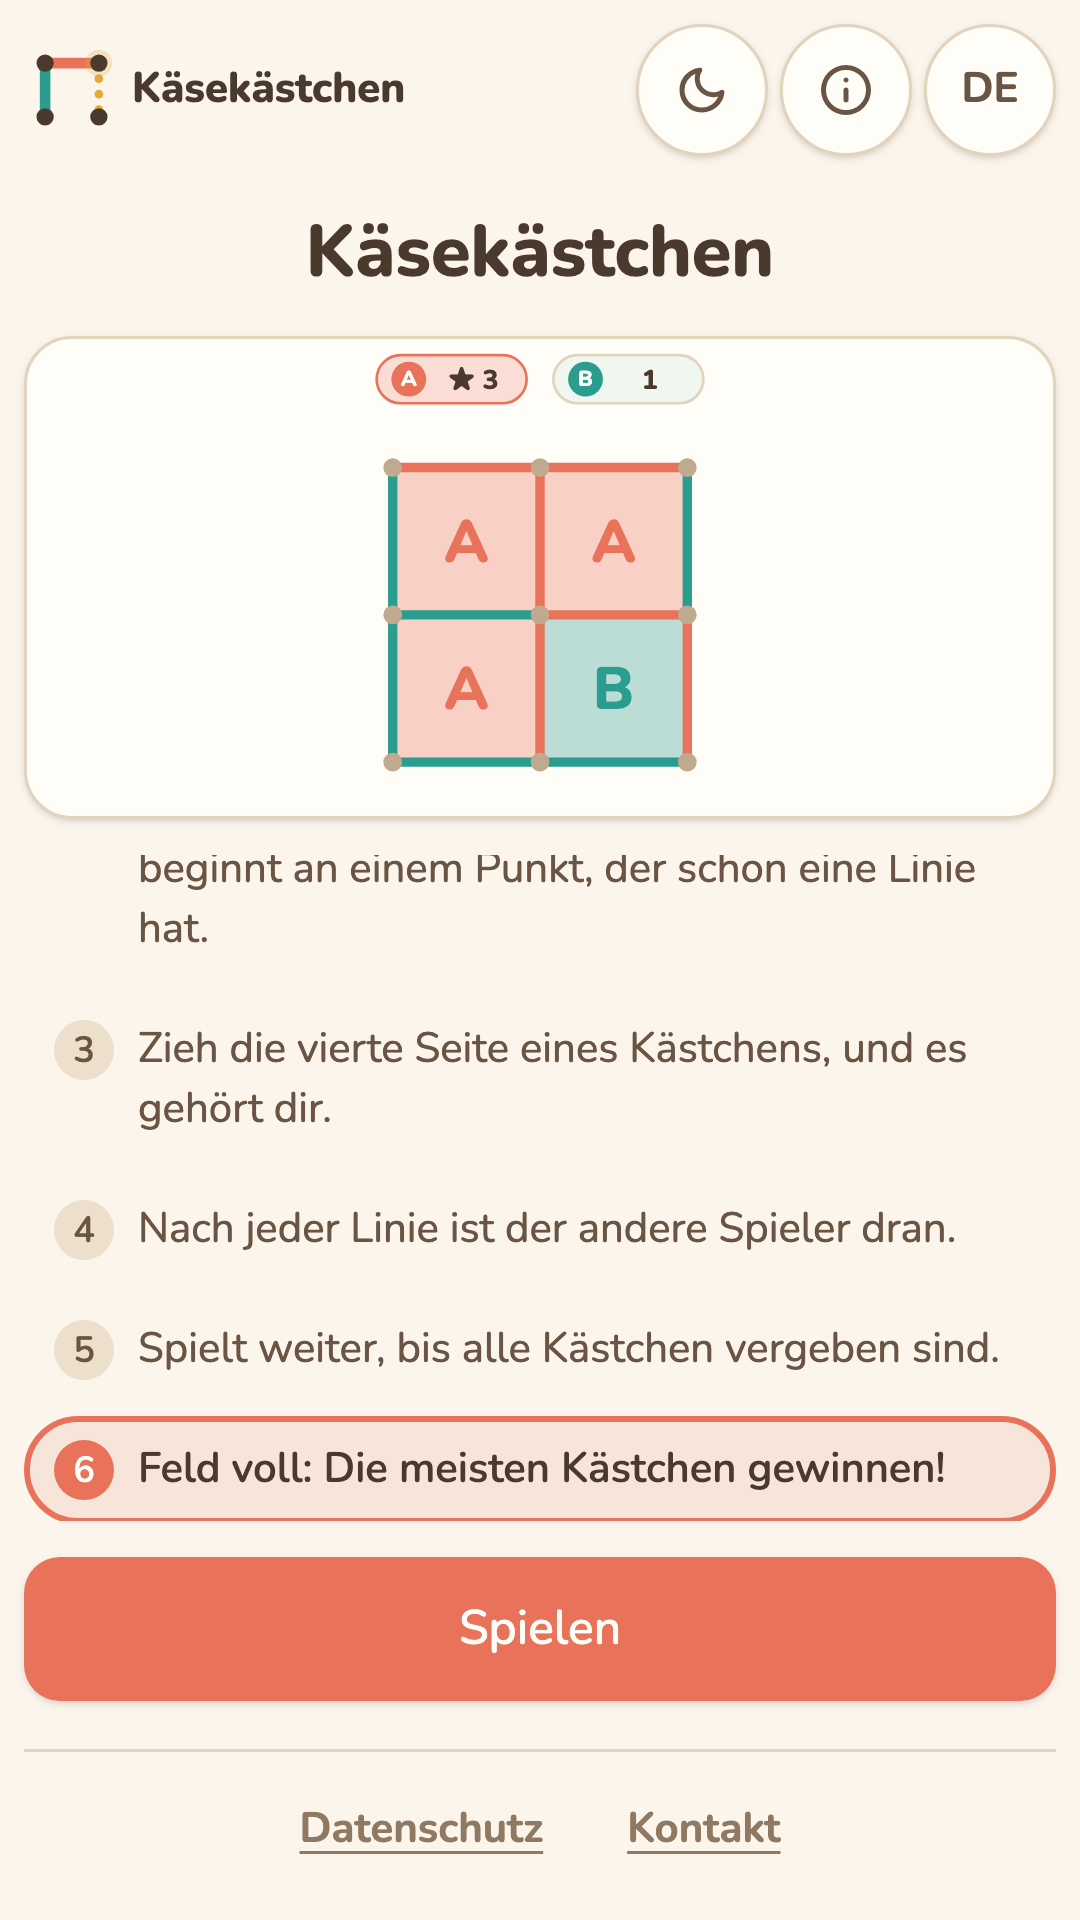 Käsekästchen
DE
Käsekästchen
A ★ 3
B 1
A A
A B
beginnt an einem Punkt, der schon eine Linie
hat.
3 Zieh die vierte Seite eines Kästchens, und es
gehört dir.
4 Nach jeder Linie ist der andere Spieler dran.
5 Spielt weiter, bis alle Kästchen vergeben sind.
6 Feld voll: Die meisten Kästchen gewinnen!
Spielen
Datenschutz Kontakt